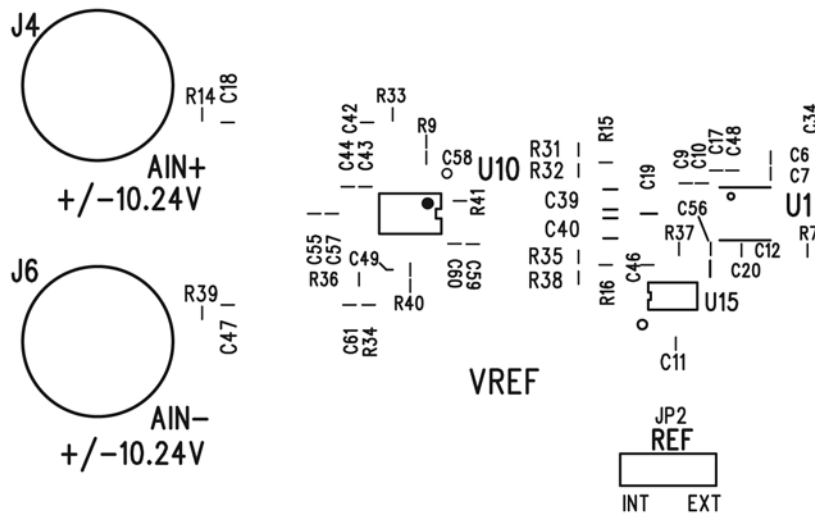 J4
R14
C18
AIN+
+/-10.24V
J6
R39
C47
AIN-
+/-10.24V
C42
R33
R9
C58
U10
C44
C43
R41
C55
C57
C49
R36
R40
C60
C59
C61
R34
VREF
R31
R32
R15
C39
C40
C19
R35
R38
R16
C46
C9
C10
C17
C48
C34
C6
C7
U1
C56
R37
C12
C20
R7
U15
C11
JP2
REF
INT EXT